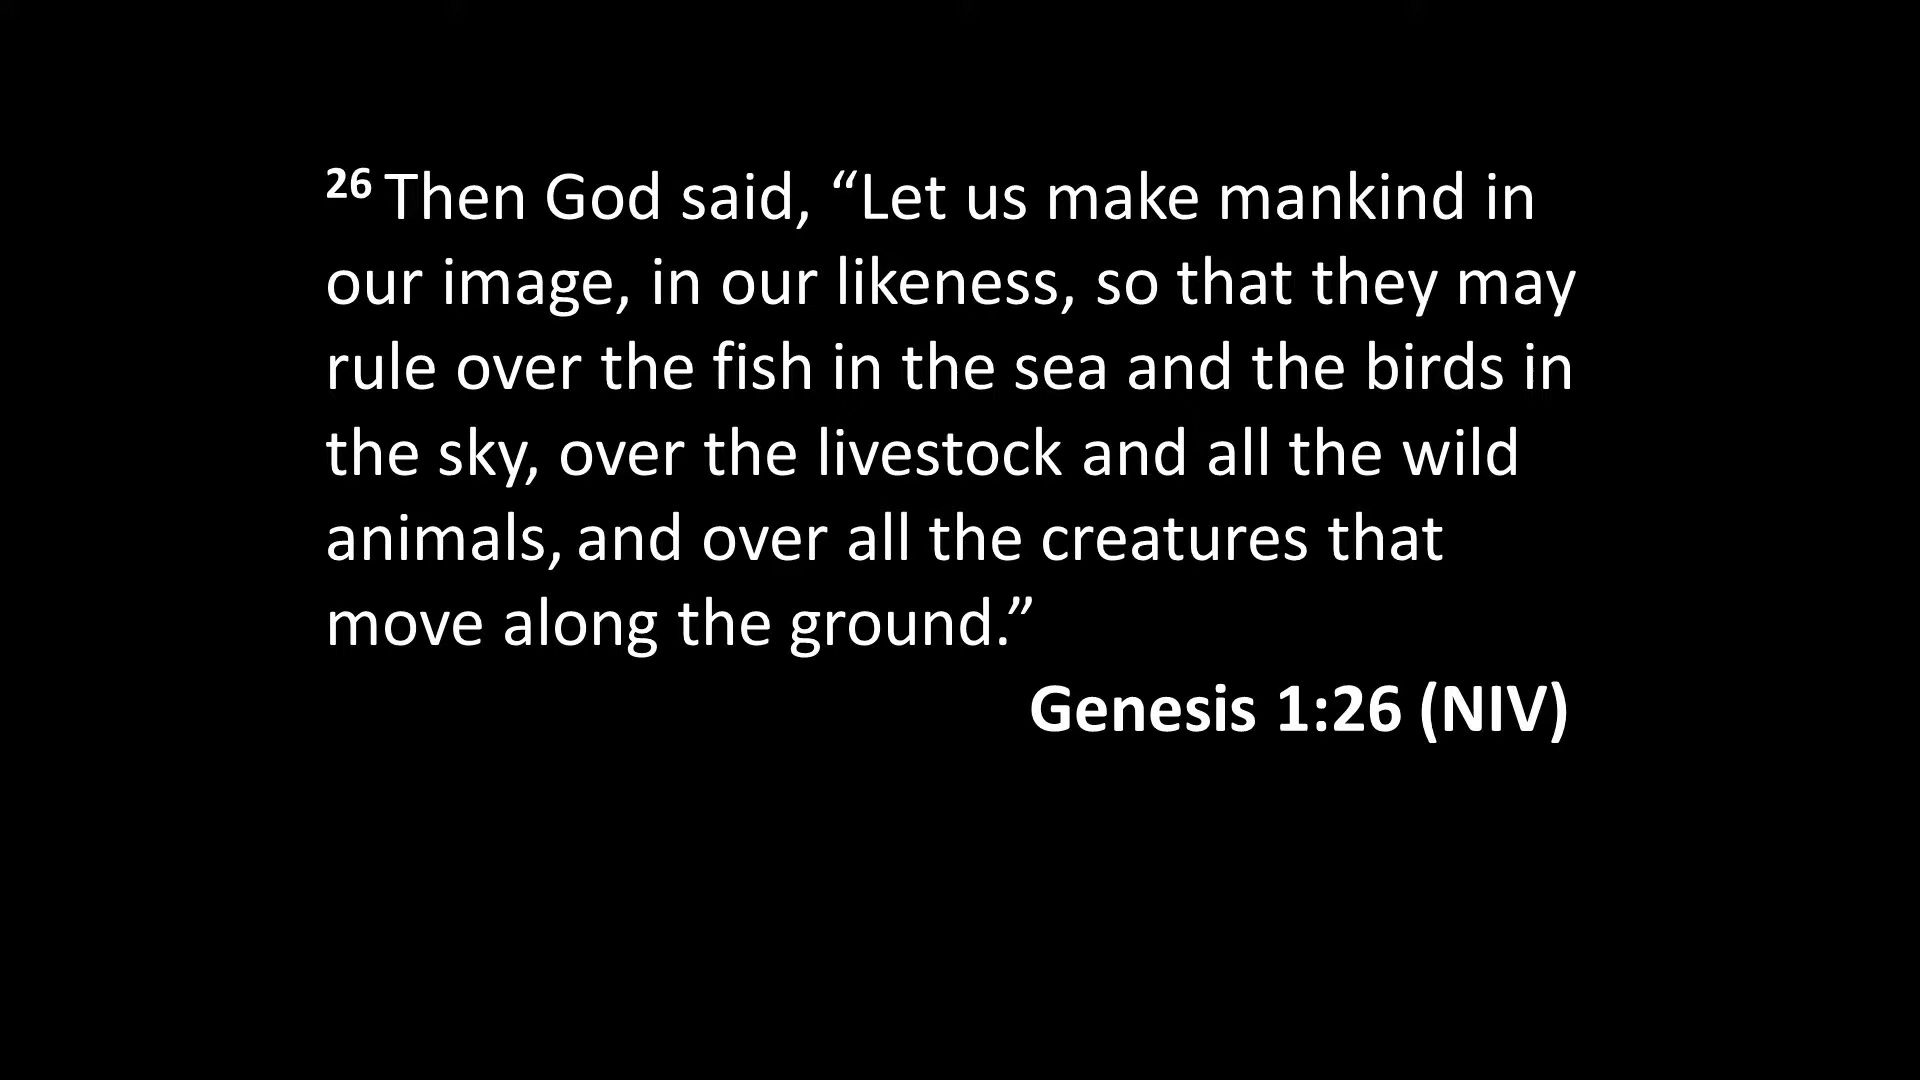 26 Then God said, “Let us make mankind in
our image, in our likeness, so that they may
rule over the fish in the sea and the birds in
the sky, over the livestock and all the wild
animals, and over all the creatures that
move along the ground.”
Genesis 1:26 (NIV)